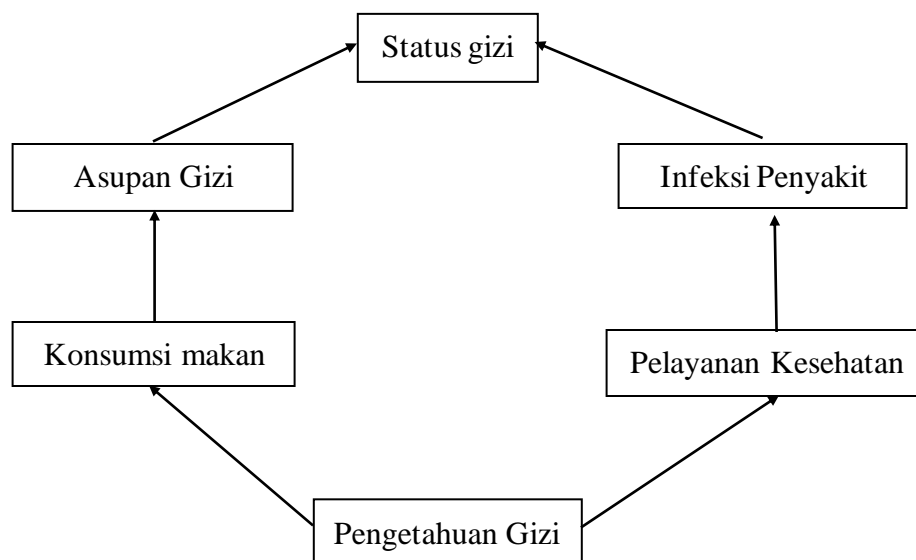 Status gizi
Asupan Gizi
Infeksi Penyakit
Konsumsi makan
Pelayanan Kesehatan
Pengetahuan Gizi